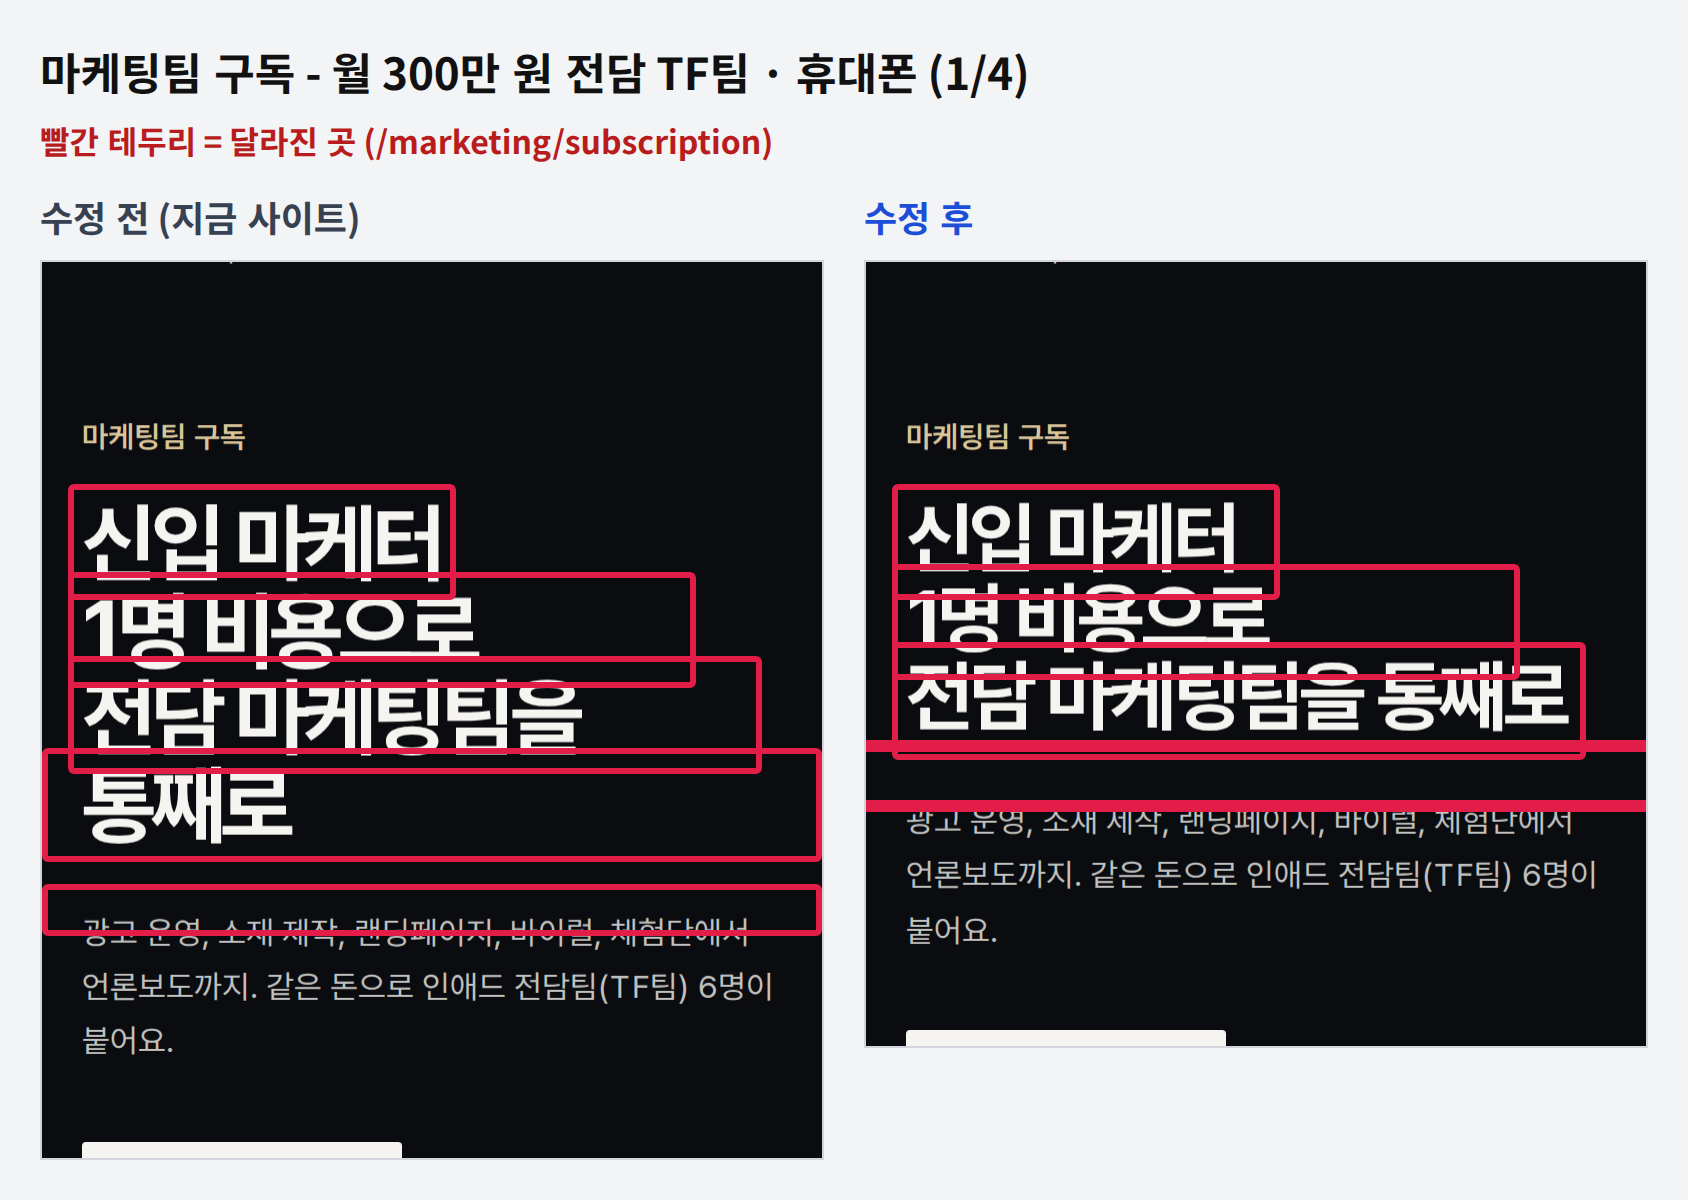 마케팅팀 구독 - 월 300만 원 전담 TF팀 · 휴대폰 (1/4)
빨간 테두리 = 달라진 곳 (/marketing/subscription)
수정 전 (지금 사이트)
마케팅팀 구독
신입 마케터
1명 비용으로
전담 마케팅팀을
통째로
광고 운영, 소재 제작, 랜딩페이지, 바이럴, 체험단에서
언론보도까지. 같은 돈으로 인애드 전담팀(TF팀) 6명이
붙어요.
수정 후
마케팅팀 구독
신입 마케터
1명 비용으로
전담 마케팅팀을 통째로
광고 운영, 소재 제작, 랜딩페이지, 바이럴, 체험단에서
언론보도까지. 같은 돈으로 인애드 전담팀(TF팀) 6명이
붙어요.